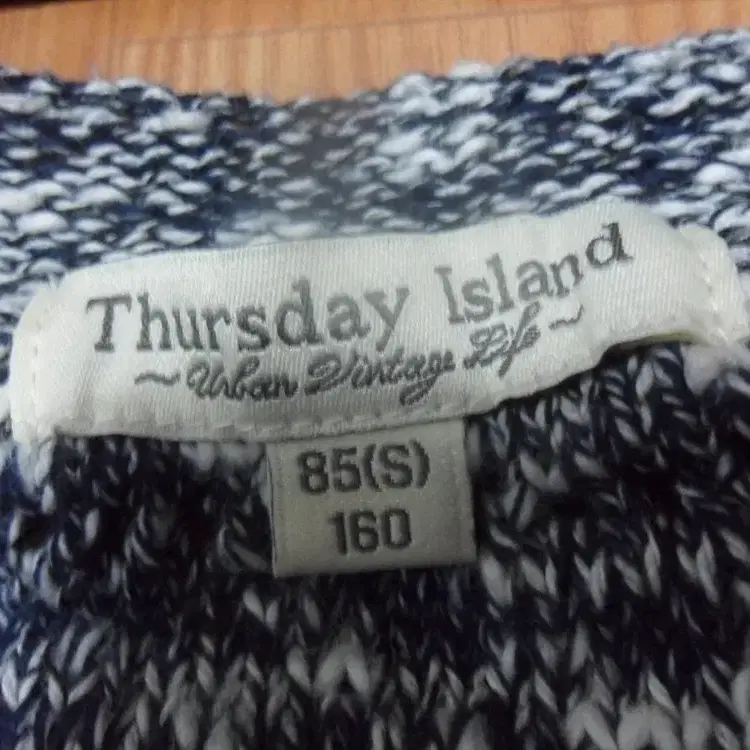 Thursday Island
~Urban Vintage Life~
85(S)
160